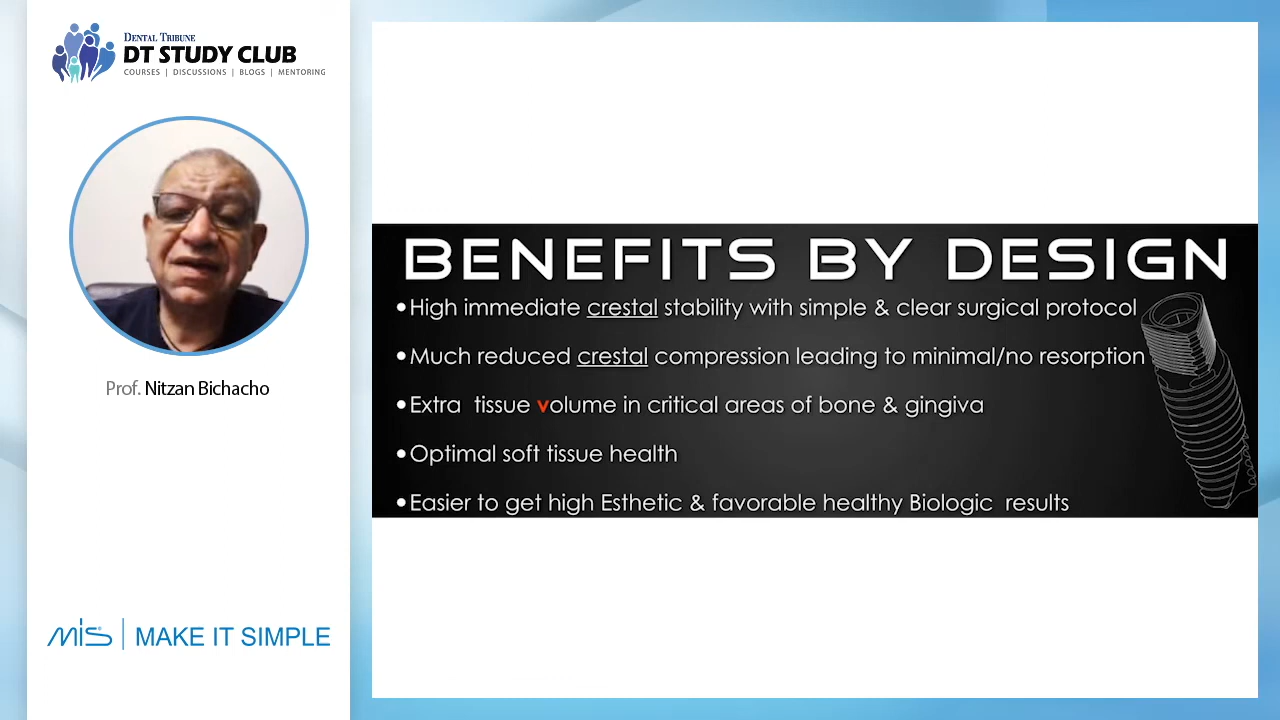 DENTAL TRIBUNE
DT STUDY CLUB
COURSES | DISCUSSIONS | BLOGS | MENTORING
Prof. Nitzan Bichacho
mis® | MAKE IT SIMPLE
BENEFITS BY DESIGN
•High immediate crestal stability with simple & clear surgical protocol
•Much reduced crestal compression leading to minimal/no resorption
•Extra tissue volume in critical areas of bone & gingiva
•Optimal soft tissue health
•Easier to get high Esthetic & favorable healthy Biologic results